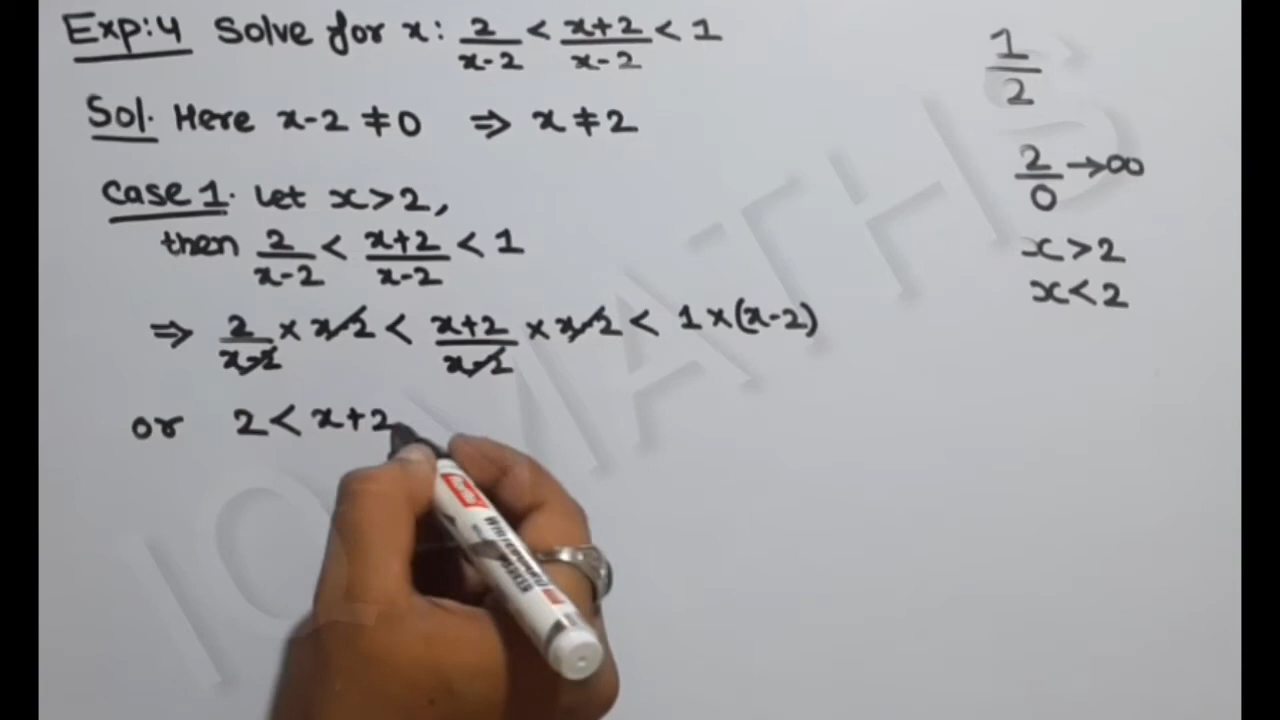 Exp:4 Solve for x: 2/(x-2) < (x+2)/(x-2) < 1
Sol. Here x-2 ≠ 0 ⇒ x ≠ 2
Case 1. Let x > 2,
then 2/(x-2) < (x+2)/(x-2) < 1
⇒ 2/(x-2) × x-2 < (x+2)/(x-2) × x-2 < 1×(x-2)
or 2 < x+2
1/2
2/0 → ∞
x > 2
x < 2